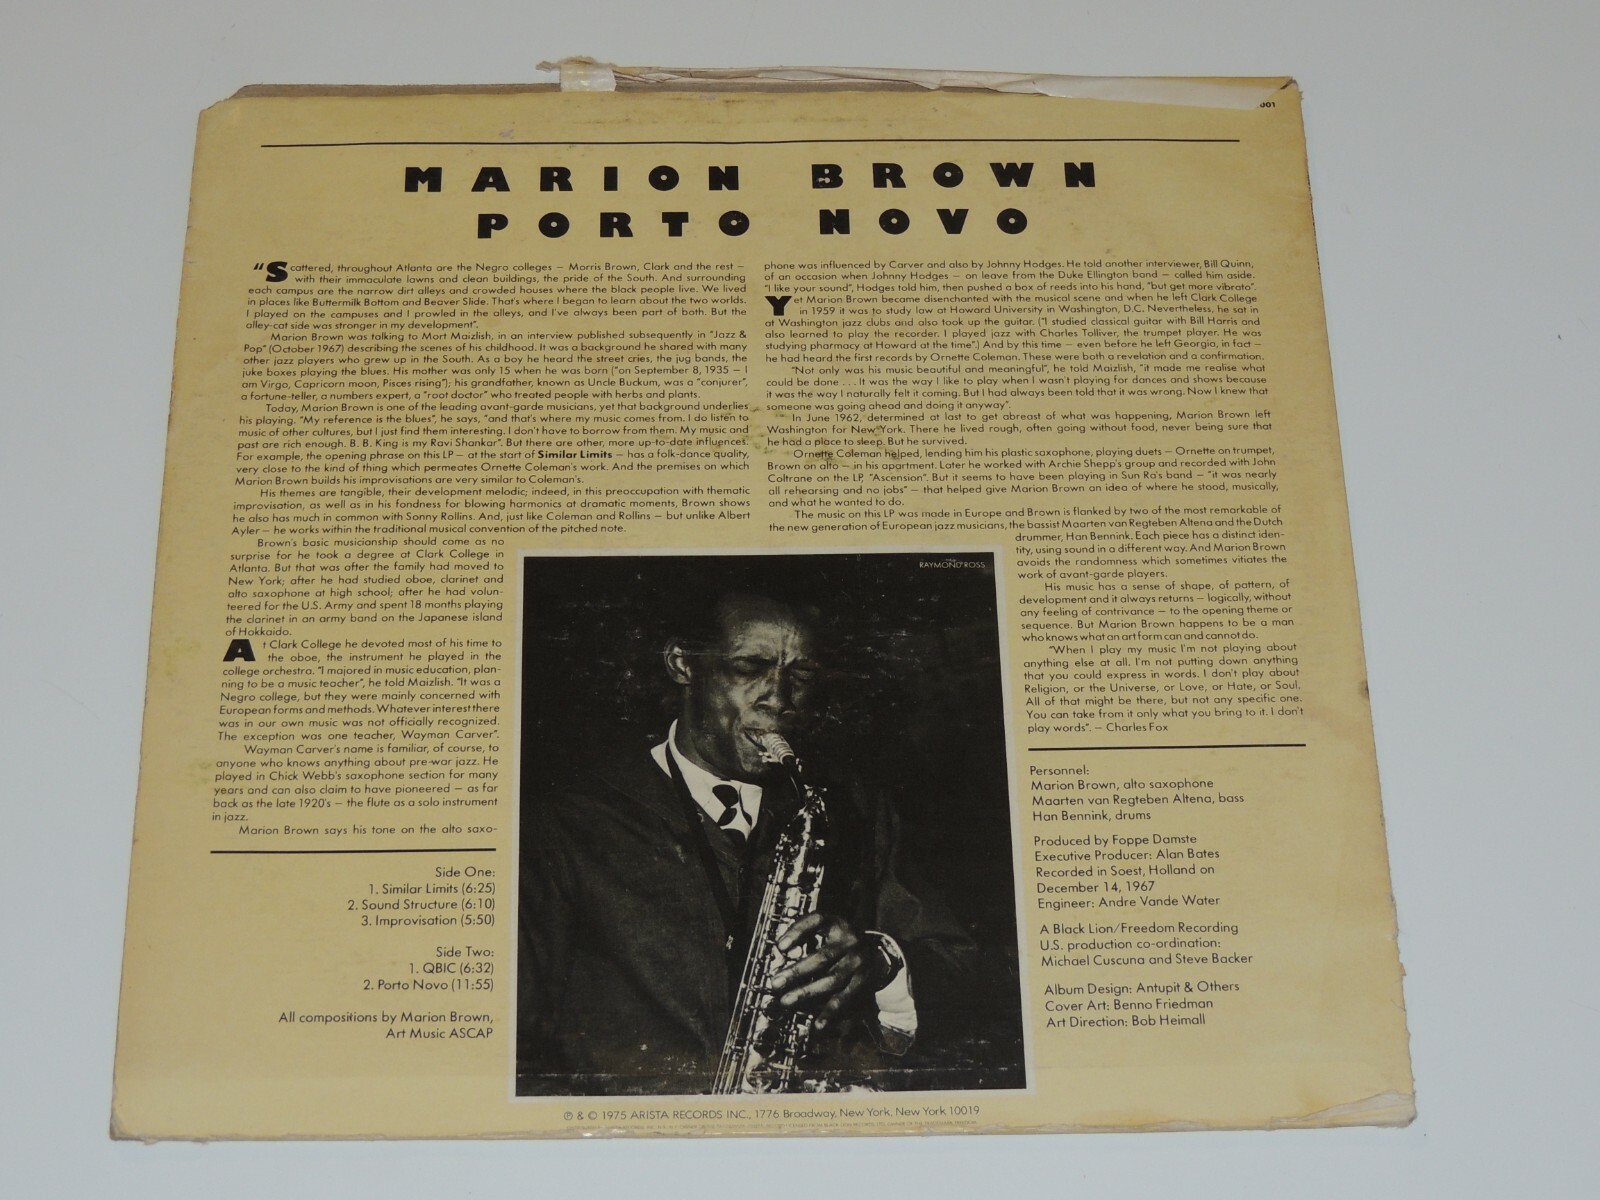 001
MARION BROWN
PORTO NOVO
"Scattered, throughout Atlanta are the Negro colleges – Morris Brown, Clark and the rest –
with their immaculate lawns and clean buildings, the pride of the South. And surrounding
each campus are the narrow dirt alleys and crowded houses where the black people live. We lived
in places like Buttermilk Bottom and Beaver Slide. That's where I began to learn about the two worlds.
I played on the campuses and I prowled in the alleys, and I've always been part of both. But the
alley-cat side was stronger in my development".
Marion Brown was talking to Mort Maizlish, in an interview published subsequently in "Jazz &
Pop" (October 1967) describing the scenes of his childhood. It was a background he shared with many
other jazz players who grew up in the South. As a boy he heard the street cries, the jug bands, the
juke boxes playing the blues. His mother was only 15 when he was born ("on September 8, 1935 – I
am Virgo, Capricorn moon, Pisces rising"); his grandfather, known as Uncle Buckum, was a "conjurer",
a fortune-teller, a numbers expert, a "root doctor" who treated people with herbs and plants.
Today, Marion Brown is one of the leading avant-garde musicians, yet that background underlies
his playing. "My reference is the blues", he says, "and that's where my music comes from. I do listen to
music of other cultures, but I just find them interesting. I don't have to borrow from them. My music and
past are rich enough. B. B. King is my Ravi Shankar". But there are other, more up-to-date influences.
For example, the opening phrase on this LP – at the start of Similar Limits – has a folk-dance quality,
very close to the kind of thing which permeates Ornette Coleman's work. And the premises on which
Marion Brown builds his improvisations are very similar to Coleman's.
His themes are tangible, their development melodic; indeed, in this preoccupation with thematic
improvisation, as well as in his fondness for blowing harmonics at dramatic moments, Brown shows
he also has much in common with Sonny Rollins. And, just like Coleman and Rollins – but unlike Albert
Ayler – he works within the traditional musical convention of the pitched note.
Brown's basic musicianship should come as no
surprise for he took a degree at Clark College in
Atlanta. But that was after the family had moved to
New York; after he had studied oboe, clarinet and
alto saxophone at high school; after he had volun-
teered for the U.S. Army and spent 18 months playing
the clarinet in an army band on the Japanese island
of Hokkaido.
At Clark College he devoted most of his time to
the oboe, the instrument he played in the
college orchestra. "I majored in music education, plan-
ning to be a music teacher", he told Maizlish. "It was a
Negro college, but they were mainly concerned with
European forms and methods. Whatever interest there
was in our own music was not officially recognized.
The exception was one teacher, Wayman Carver".
Wayman Carver's name is familiar, of course, to
anyone who knows anything about pre-war jazz. He
played in Chick Webb's saxophone section for many
years and can also claim to have pioneered – as far
back as the late 1920's – the flute as a solo instrument
in jazz.
Marion Brown says his tone on the alto saxo-
phone was influenced by Carver and also by Johnny Hodges. He told another interviewer, Bill Quinn,
of an occasion when Johnny Hodges – on leave from the Duke Ellington band – called him aside.
"I like your sound", Hodges told him, then pushed a box of reeds into his hand, "but get more vibrato".
Yet Marion Brown became disenchanted with the musical scene and when he left Clark College
in 1959 it was to study law at Howard University in Washington, D.C. Nevertheless, he sat in
at Washington jazz clubs and also took up the guitar. ("I studied classical guitar with Bill Harris and
also learned to play the recorder. I played jazz with Charles Tolliver, the trumpet player. He was
studying pharmacy at Howard at the time".) And by this time – even before he left Georgia, in fact –
he had heard the first records by Ornette Coleman. These were both a revelation and a confirmation.
"Not only was his music beautiful and meaningful", he told Maizlish, "it made me realise what
could be done . . . It was the way I like to play when I wasn't playing for dances and shows because
it was the way I naturally felt it coming. But I had always been told that it was wrong. Now I knew that
someone was going ahead and doing it anyway".
In June 1962, determined at last to get abreast of what was happening, Marion Brown left
Washington for New York. There he lived rough, often going without food, never being sure that
he had a place to sleep. But he survived.
Ornette Coleman helped, lending him his plastic saxophone, playing duets – Ornette on trumpet,
Brown on alto – in his apartment. Later he worked with Archie Shepp's group and recorded with John
Coltrane on the LP, "Ascension". But it seems to have been playing in Sun Ra's band – "it was nearly
all rehearsing and no jobs" – that helped give Marion Brown an idea of where he stood, musically,
and what he wanted to do.
The music on this LP was made in Europe and Brown is flanked by two of the most remarkable of
the new generation of European jazz musicians, the bassist Maarten van Regteben Altena and the Dutch
drummer, Han Bennink. Each piece has a distinct iden-
tity, using sound in a different way. And Marion Brown
avoids the randomness which sometimes vitiates the
work of avant-garde players.
His music has a sense of shape, of pattern, of
development and it always returns – logically, without
any feeling of contrivance – to the opening theme or
sequence. But Marion Brown happens to be a man
who knows what an art form can and cannot do.
"When I play my music I'm not playing about
anything else at all. I'm not putting down anything
that you could express in words. I don't play about
Religion, or the Universe, or Love, or Hate, or Soul.
All of that might be there, but not any specific one.
You can take from it only what you bring to it. I don't
play words". – Charles Fox
RAYMOND ROSS
Side One:
1. Similar Limits (6:25)
2. Sound Structure (6:10)
3. Improvisation (5:50)
Side Two:
1. QBIC (6:32)
2. Porto Novo (11:55)
All compositions by Marion Brown,
Art Music ASCAP
Personnel:
Marion Brown, alto saxophone
Maarten van Regteben Altena, bass
Han Bennink, drums
Produced by Foppe Damste
Executive Producer: Alan Bates
Recorded in Soest, Holland on
December 14, 1967
Engineer: Andre Vande Water
A Black Lion/Freedom Recording
U.S. production co-ordination:
Michael Cuscuna and Steve Backer
Album Design: Antupit & Others
Cover Art: Benno Friedman
Art Direction: Bob Heimall
℗ & © 1975 ARISTA RECORDS INC., 1776 Broadway, New York, New York 10019